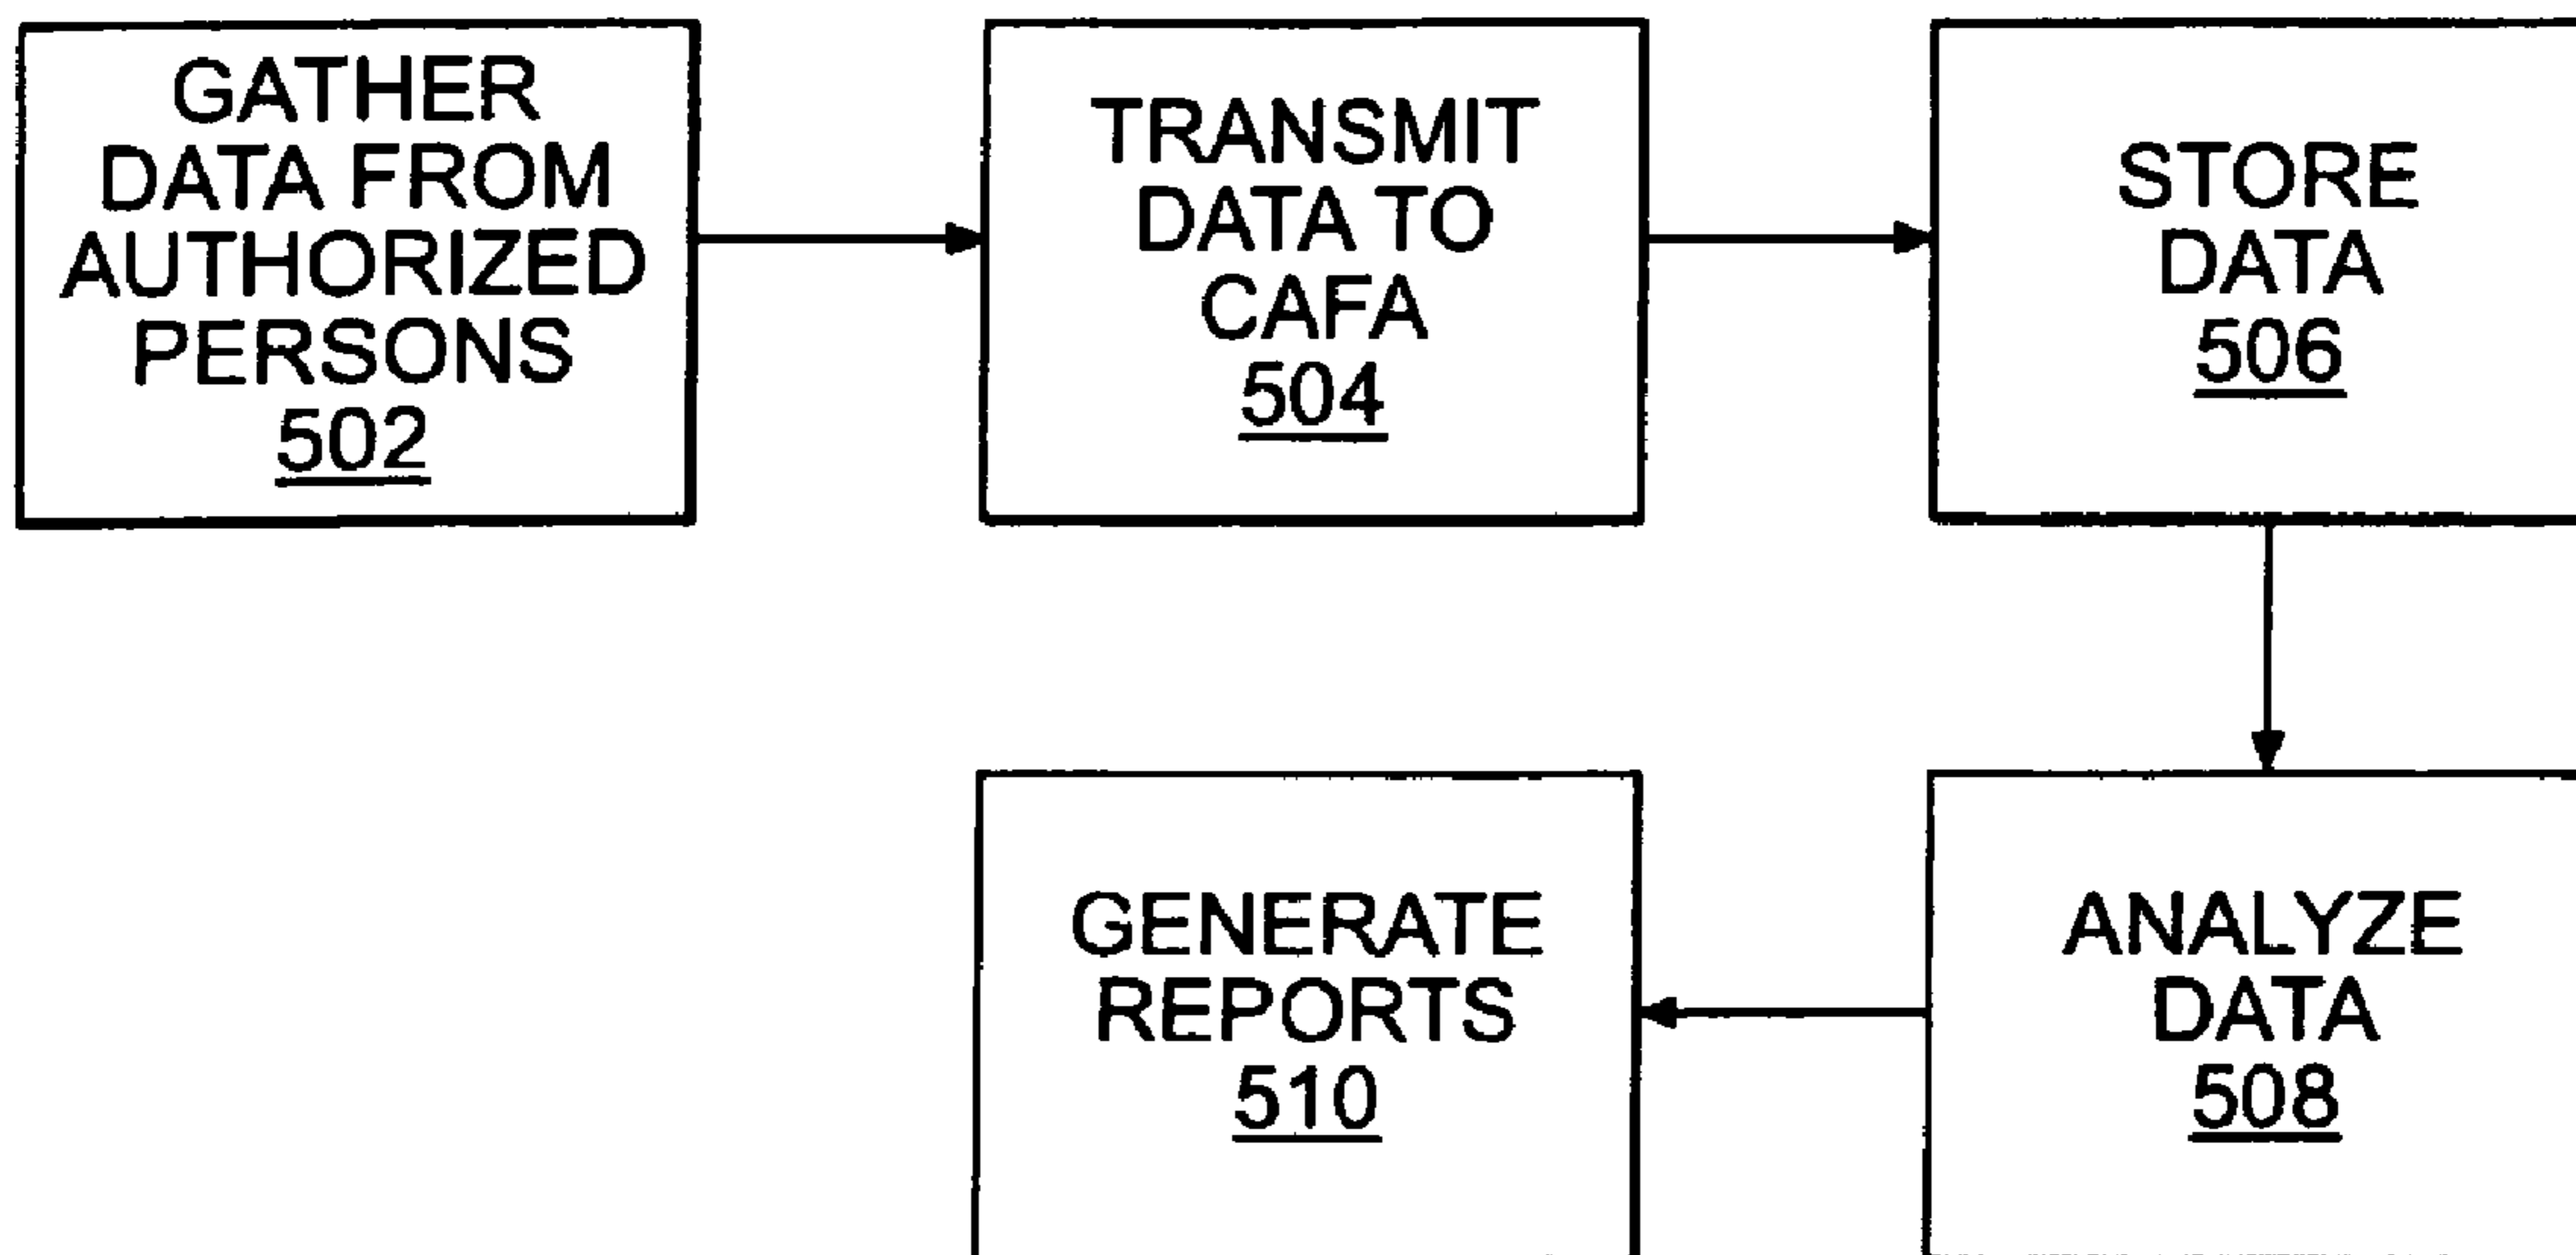 GATHER
DATA FROM
AUTHORIZED
PERSONS
502
TRANSMIT
DATA TO
CAFA
504
STORE
DATA
506
GENERATE
REPORTS
510
ANALYZE
DATA
508